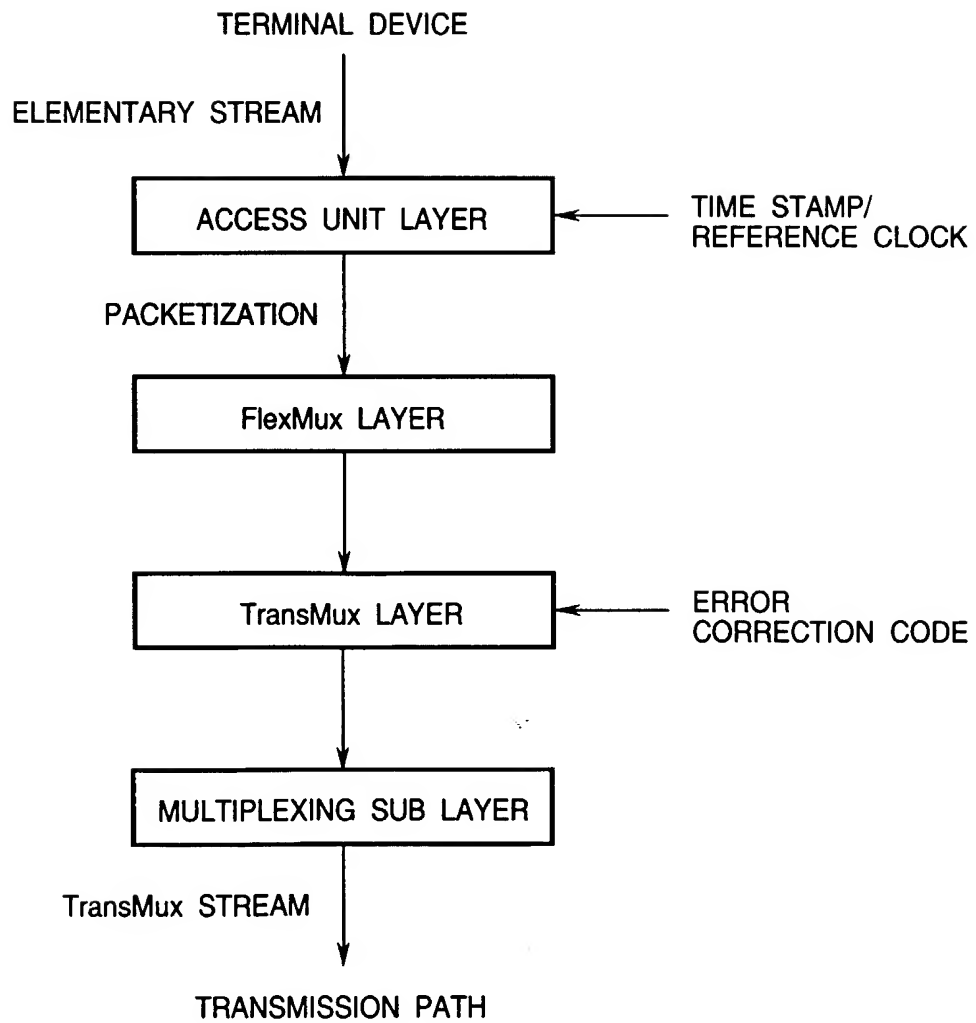 TERMINAL DEVICE
ELEMENTARY STREAM
ACCESS UNIT LAYER
TIME STAMP/
REFERENCE CLOCK
PACKETIZATION
FlexMux LAYER
TransMux LAYER
ERROR
CORRECTION CODE
MULTIPLEXING SUB LAYER
TransMux STREAM
TRANSMISSION PATH